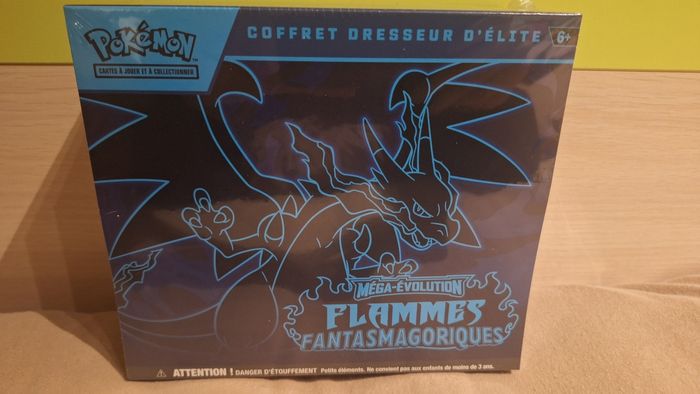 POKéMON
COFFRET DRESSEUR D'ÉLITE
6+
CARTES À JOUER ET À COLLECTIONNER
MÉGA-ÉVOLUTION
FLAMMES
FANTASMAGORIQUES
ATTENTION ! DANGER D'ÉTOUFFEMENT Petits éléments. Ne convient pas aux enfants de moins de 3 ans.